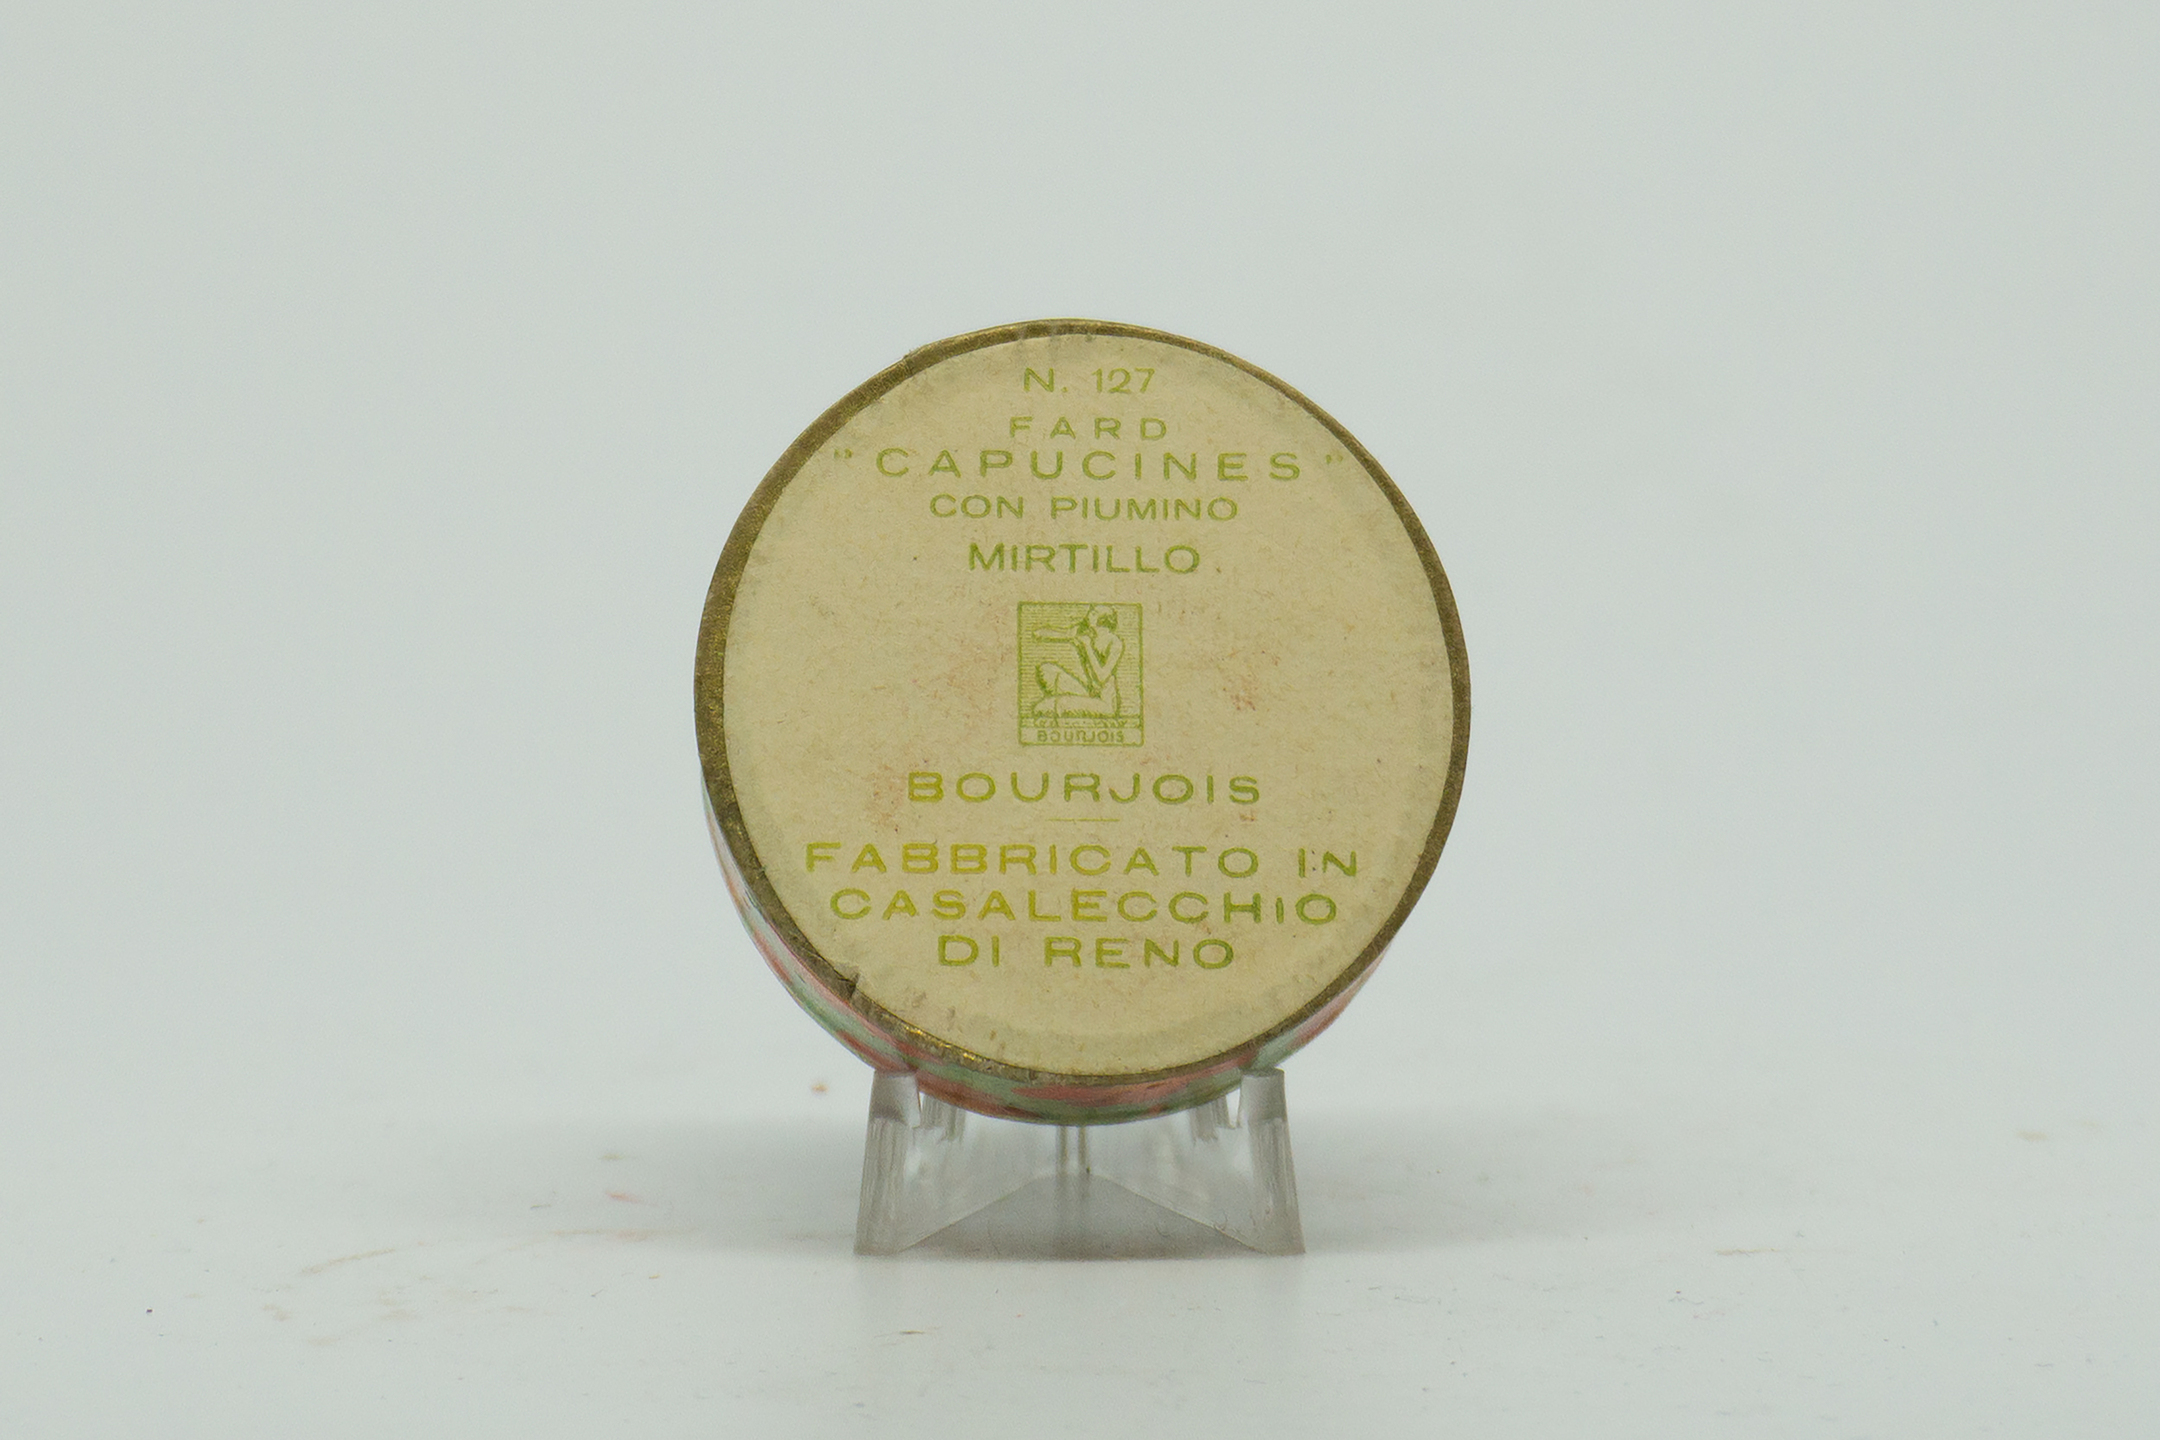 N. 127
FARD
"CAPUCINES"
CON PIUMINO
MIRTILLO
BOURJOIS
BOURJOIS
FABBRICATO IN
CASALECCHIO
DI RENO